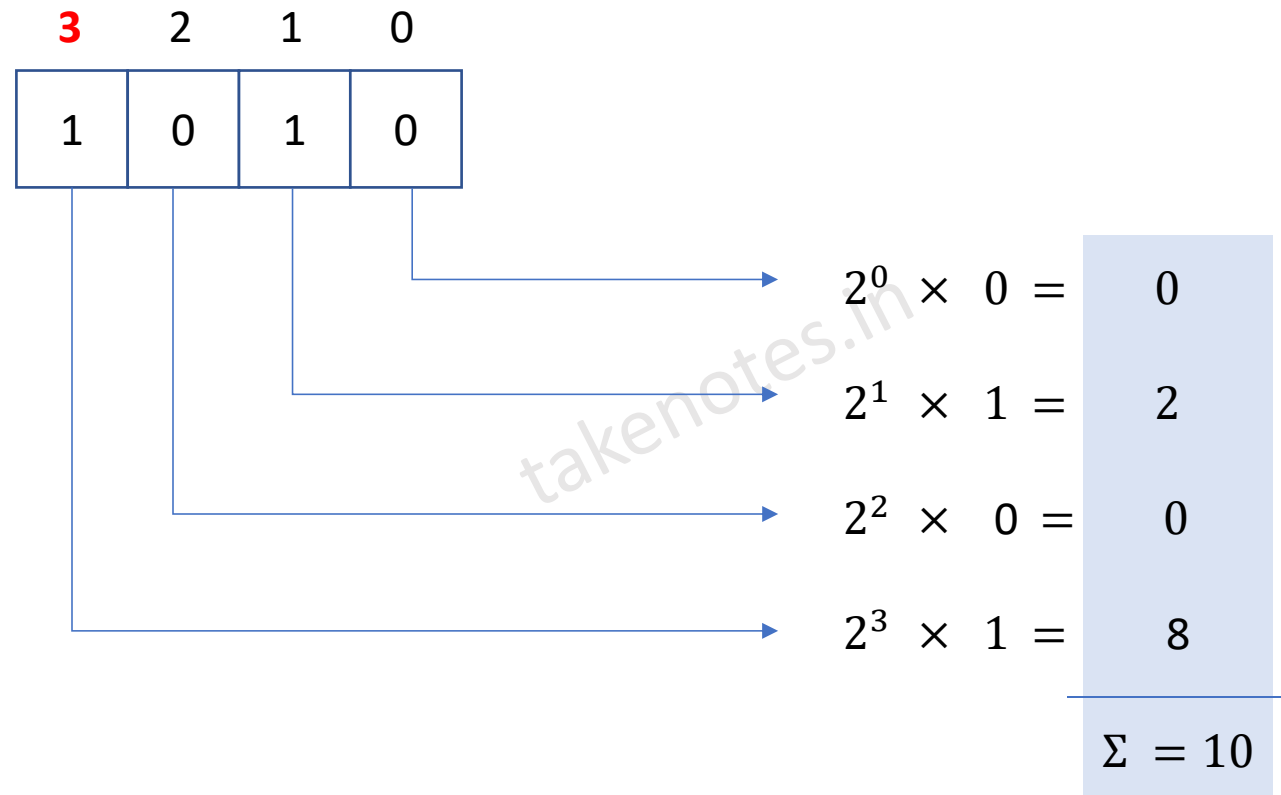 3 2 1 0
1 0 1 0
2⁰ × 0 = 0
takenotes.in
2¹ × 1 = 2
2² × 0 = 0
2³ × 1 = 8
Σ = 10